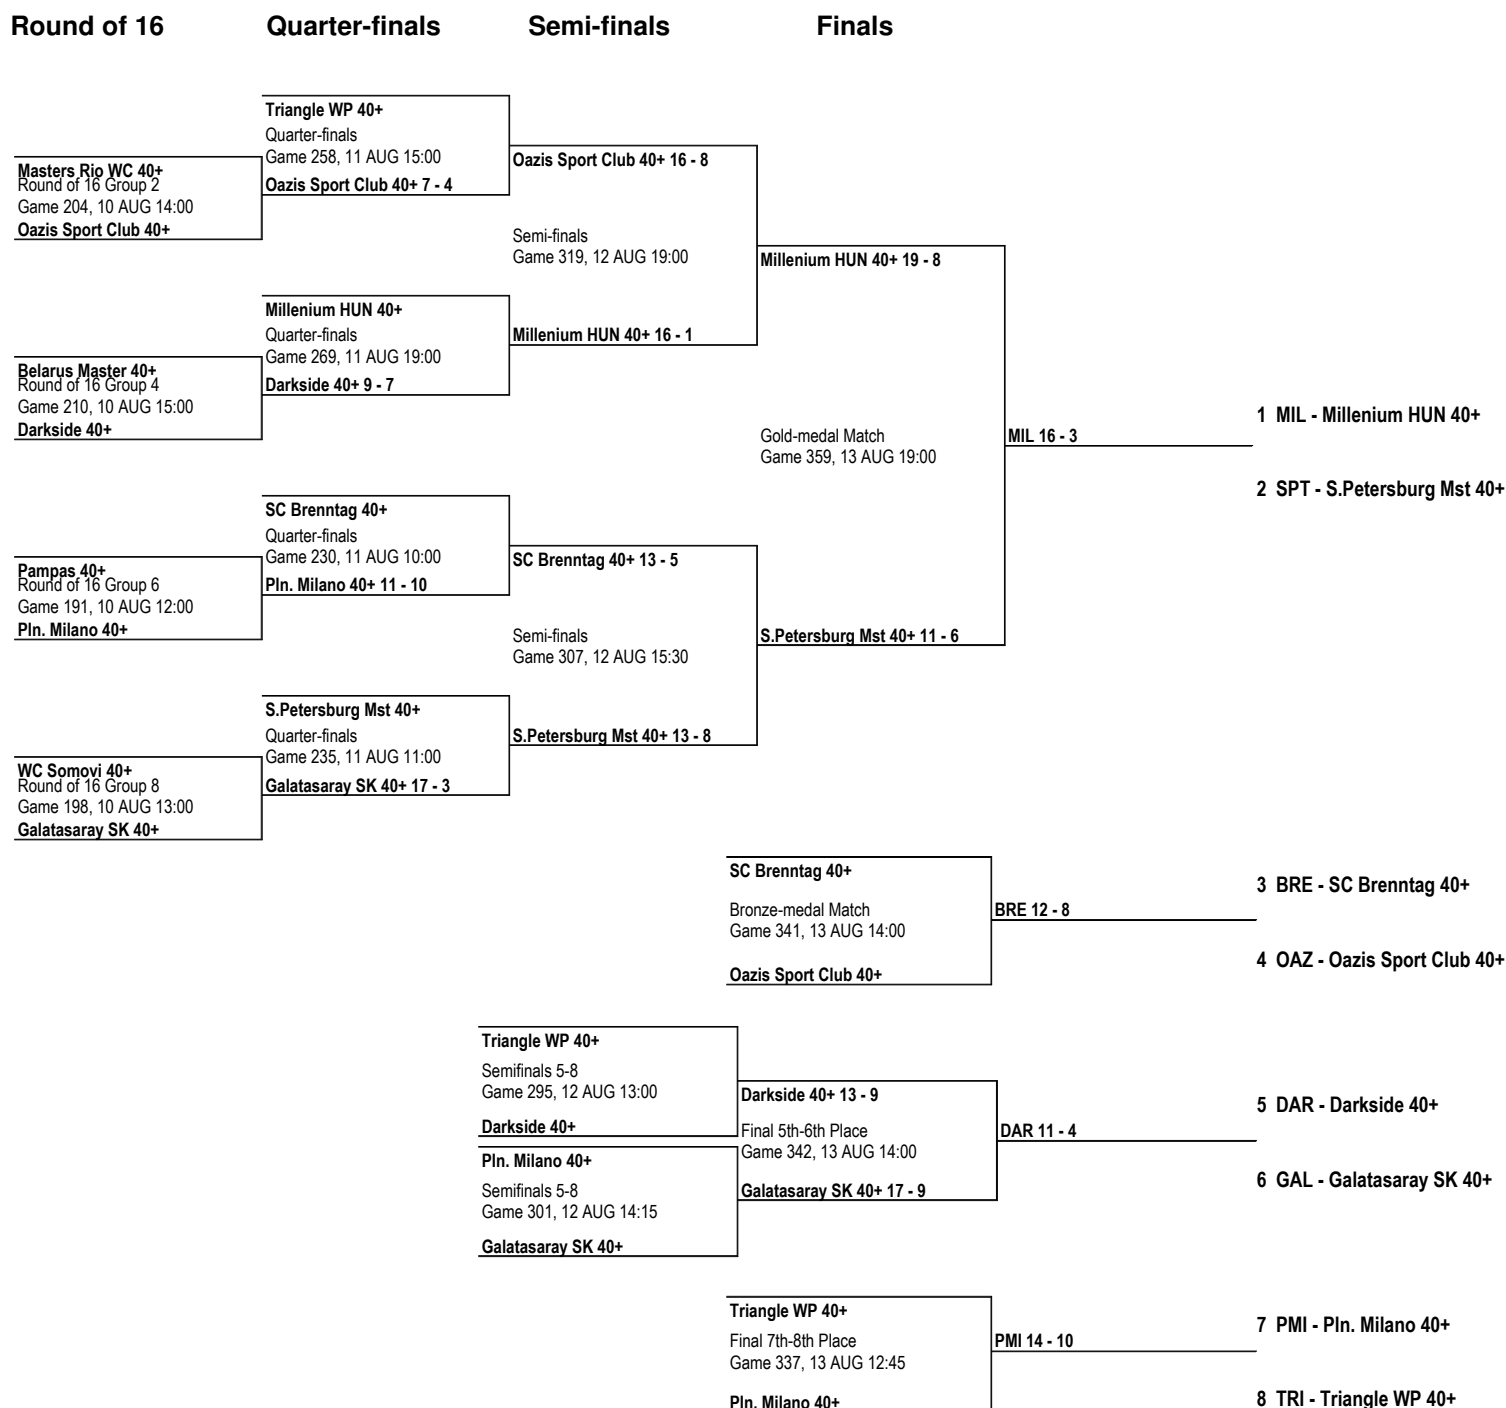 Round of 16
Quarter-finals
Semi-finals
Finals
Masters Rio WC 40+
Round of 16 Group 2
Game 204, 10 AUG 14:00
Oazis Sport Club 40+
Belarus Master 40+
Round of 16 Group 4
Game 210, 10 AUG 15:00
Darkside 40+
Pampas 40+
Round of 16 Group 6
Game 191, 10 AUG 12:00
Pln. Milano 40+
WC Somovi 40+
Round of 16 Group 8
Game 198, 10 AUG 13:00
Galatasaray SK 40+
Triangle WP 40+
Quarter-finals
Game 258, 11 AUG 15:00
Oazis Sport Club 40+ 7 - 4
Millenium HUN 40+
Quarter-finals
Game 269, 11 AUG 19:00
Darkside 40+ 9 - 7
SC Brenntag 40+
Quarter-finals
Game 230, 11 AUG 10:00
Pln. Milano 40+ 11 - 10
S.Petersburg Mst 40+
Quarter-finals
Game 235, 11 AUG 11:00
Galatasaray SK 40+ 17 - 3
Oazis Sport Club 40+ 16 - 8
Semi-finals
Game 319, 12 AUG 19:00
Millenium HUN 40+ 16 - 1
SC Brenntag 40+ 13 - 5
Semi-finals
Game 307, 12 AUG 15:30
S.Petersburg Mst 40+ 13 - 8
Millenium HUN 40+ 19 - 8
Gold-medal Match
Game 359, 13 AUG 19:00
S.Petersburg Mst 40+ 11 - 6
MIL 16 - 3
1 MIL - Millenium HUN 40+
2 SPT - S.Petersburg Mst 40+
SC Brenntag 40+
Bronze-medal Match
Game 341, 13 AUG 14:00
Oazis Sport Club 40+
BRE 12 - 8
3 BRE - SC Brenntag 40+
4 OAZ - Oazis Sport Club 40+
Triangle WP 40+
Semifinals 5-8
Game 295, 12 AUG 13:00
Darkside 40+
Pln. Milano 40+
Semifinals 5-8
Game 301, 12 AUG 14:15
Galatasaray SK 40+
Darkside 40+ 13 - 9
Final 5th-6th Place
Game 342, 13 AUG 14:00
Galatasaray SK 40+ 17 - 9
DAR 11 - 4
5 DAR - Darkside 40+
6 GAL - Galatasaray SK 40+
Triangle WP 40+
Final 7th-8th Place
Game 337, 13 AUG 12:45
Pln. Milano 40+
PMI 14 - 10
7 PMI - Pln. Milano 40+
8 TRI - Triangle WP 40+